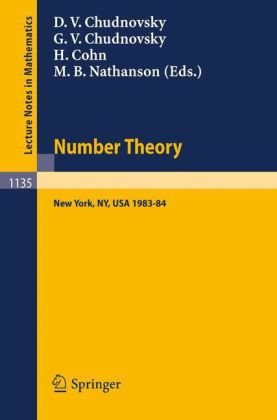 Lecture Notes in Mathematics
D. V. Chudnovsky
G. V. Chudnovsky
H. Cohn
M. B. Nathanson (Eds.)
Number Theory
1135
New York, NY, USA 1983-84
Springer